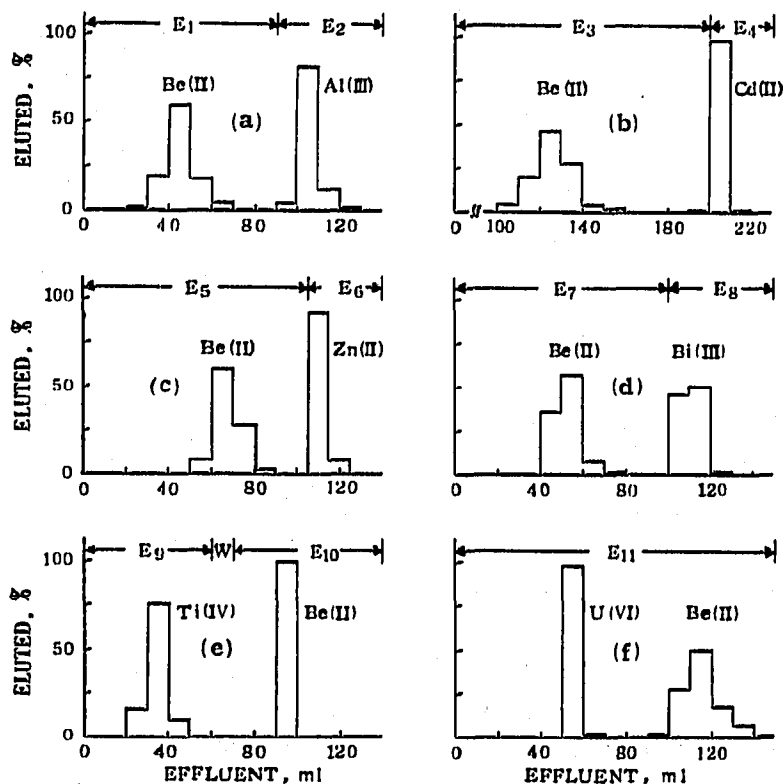 E1 E2
100
50
0
ELUTED, %
Be(II) Al(III)
(a)
0 40 80 120
E3 E4
Be(II) Cd(II)
(b)
0 100 140 180 220
E5 E6
100
50
0
ELUTED, %
Be(II) Zn(II)
(c)
0 40 80 120
E7 E8
Be(II) Bi(III)
(d)
0 40 80 120
E9 W E10
100
50
0
ELUTED, %
Ti(IV) Be(II)
(e)
0 40 80 120
EFFLUENT, ml
E11
U(VI) Be(II)
(f)
0 40 80 120
EFFLUENT, ml